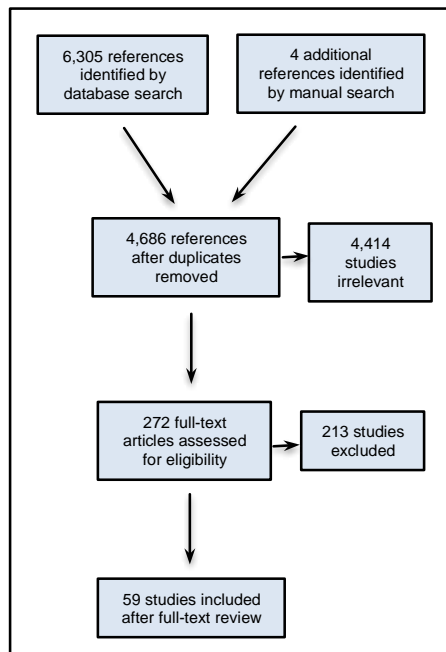 6,305 references
identified by
database search
4 additional
references identified
by manual search
4,686 references
after duplicates
removed
4,414
studies
irrelevant
272 full-text
articles assessed
for eligibility
213 studies
excluded
59 studies included
after full-text review